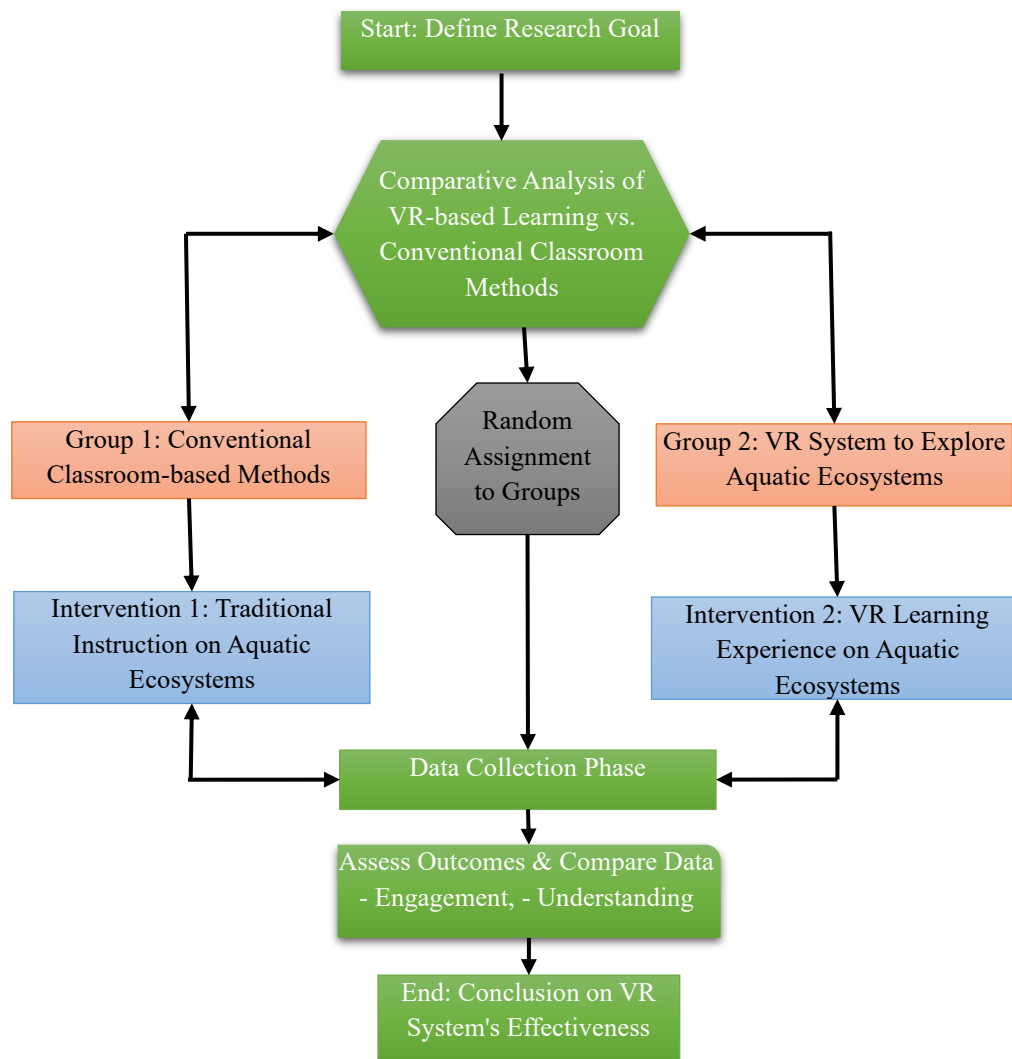 Start: Define Research Goal
Comparative Analysis of
VR-based Learning vs.
Conventional Classroom
Methods
Random
Assignment
to Groups
Group 1: Conventional
Classroom-based Methods
Group 2: VR System to Explore
Aquatic Ecosystems
Intervention 1: Traditional
Instruction on Aquatic
Ecosystems
Intervention 2: VR Learning
Experience on Aquatic
Ecosystems
Data Collection Phase
Assess Outcomes & Compare Data
- Engagement, - Understanding
End: Conclusion on VR
System's Effectiveness